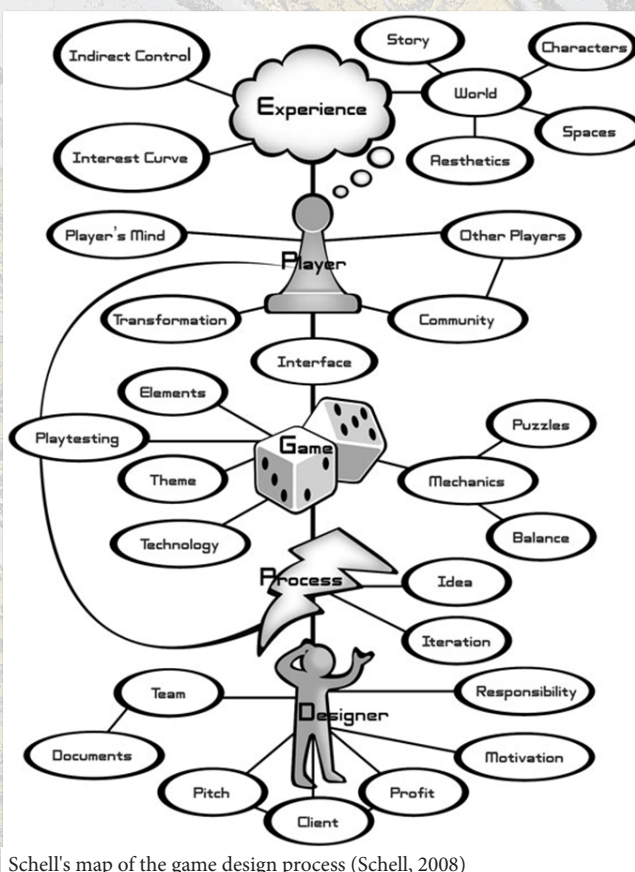 Story
Characters
Indirect Control
World
Experience
Spaces
Interest Curve
Aesthetics
Player's Mind
Other Players
Player
Transformation
Community
Interface
Elements
Puzzles
Playtesting
Game
Theme
Mechanics
Technology
Balance
Process
Idea
Iteration
Team
Responsibility
Designer
Documents
Motivation
Pitch
Profit
Client
Schell's map of the game design process (Schell, 2008)